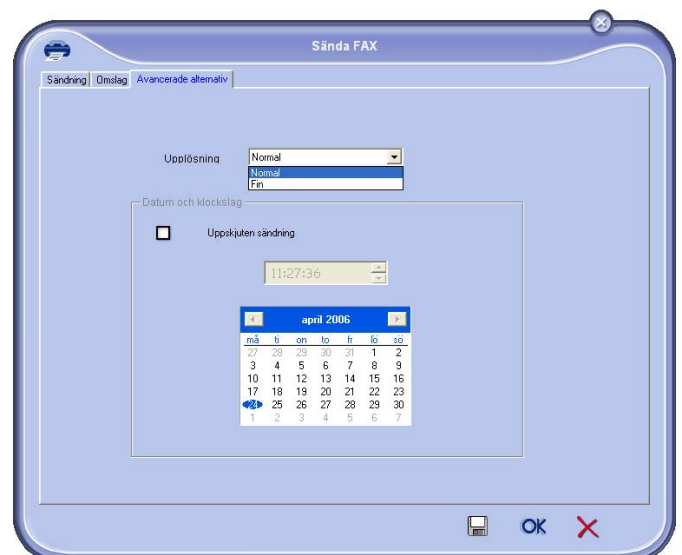 Sända FAX
Sändning Omslag Avancerade alternativ
Upplösning Normal
Normal
Fin
Datum och klockslag
Uppskjuten sändning
11:27:36
april 2006
må ti on to fr lö sö
27 28 29 30 31 1 2
3 4 5 6 7 8 9
10 11 12 13 14 15 16
17 18 19 20 21 22 23
24 25 26 27 28 29 30
1 2 3 4 5 6 7
OK